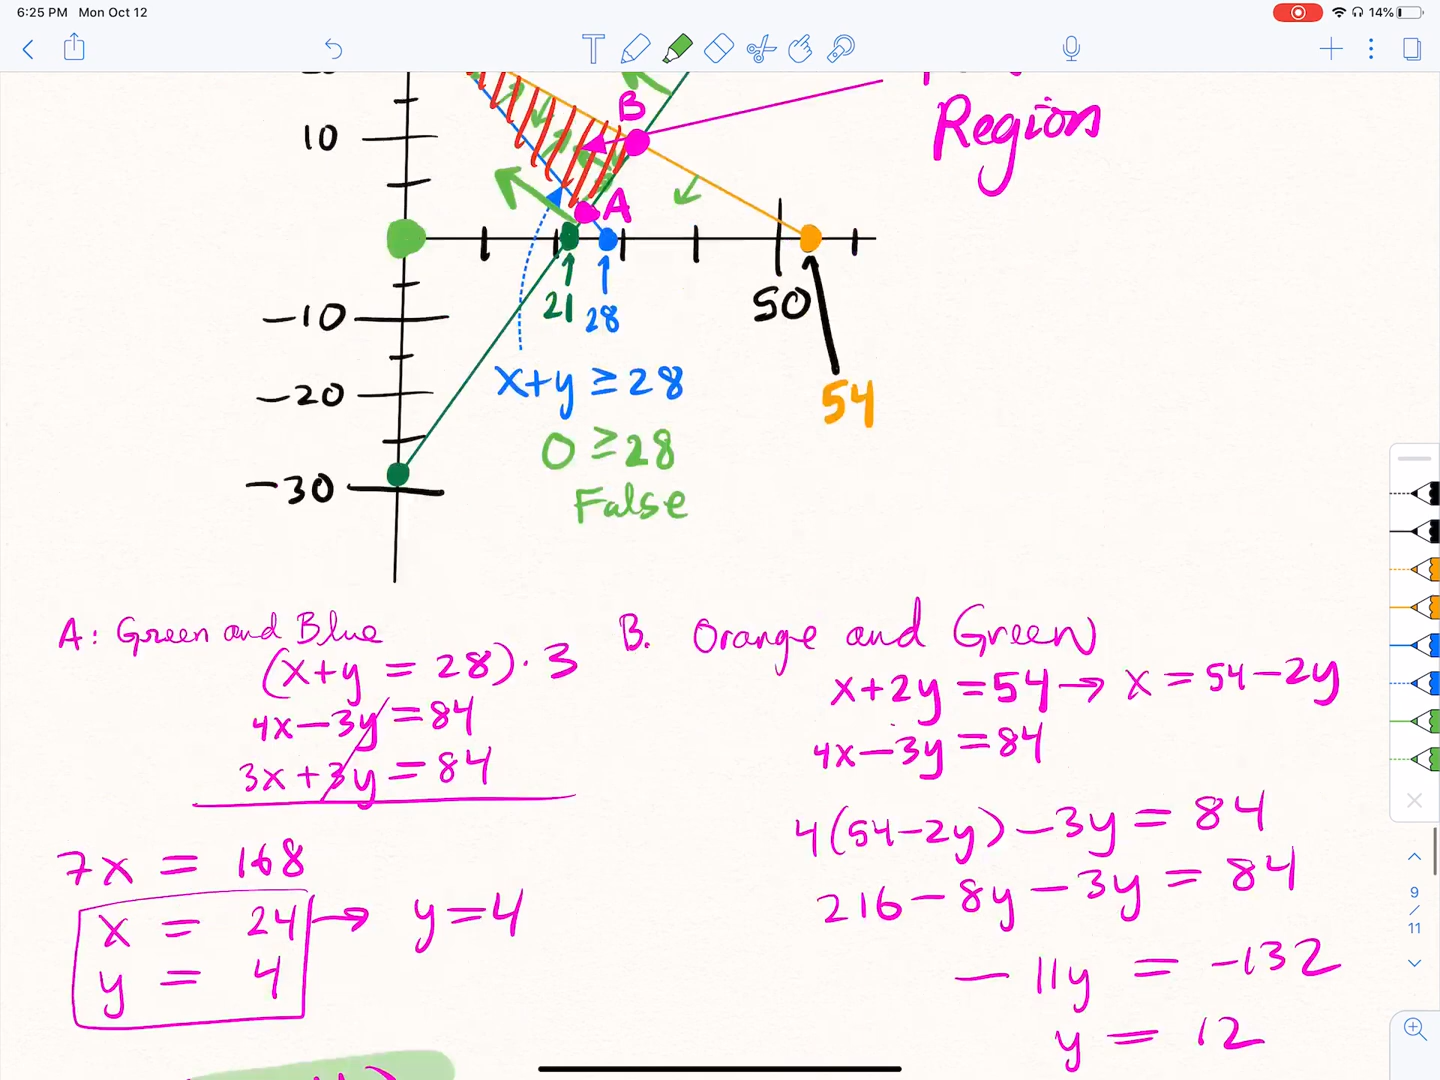 6:25 PM Mon Oct 12
14%
T
Region
B
10
A
21
28
50
54
-10
-20
-30
x+y ≥ 28
0 ≥ 28
False
A: Green and Blue
(x+y = 28)·3
4x-3y = 84
3x+3y = 84
7x = 168
x = 24 → y=4
y = 4
B. Orange and Green
x+2y = 54 → x = 54-2y
4x-3y = 84
4(54-2y)-3y = 84
216-8y-3y = 84
-11y = -132
y = 12
9
/
11